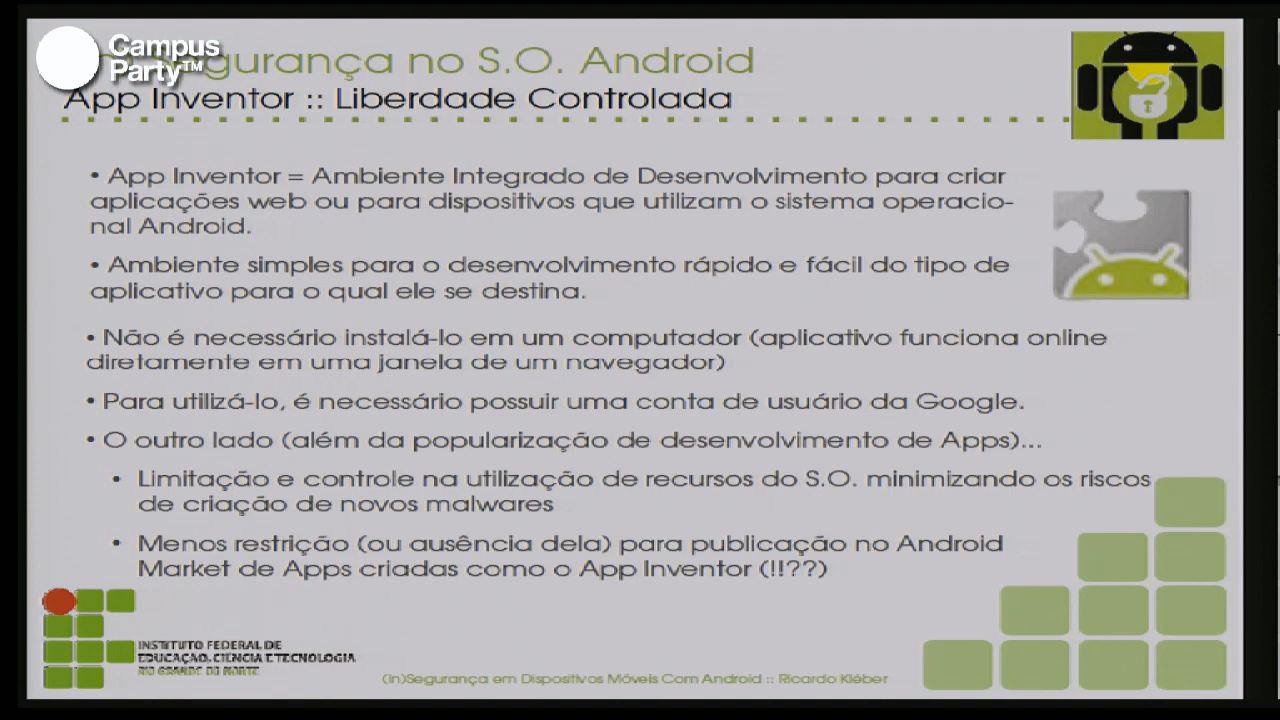 Campus
Party™
Segurança no S.O. Android
App Inventor :: Liberdade Controlada
• App Inventor = Ambiente Integrado de Desenvolvimento para criar
aplicações web ou para dispositivos que utilizam o sistema operacio-
nal Android.
• Ambiente simples para o desenvolvimento rápido e fácil do tipo de
aplicativo para o qual ele se destina.
• Não é necessário instalá-lo em um computador (aplicativo funciona online
diretamente em uma janela de um navegador)
• Para utilizá-lo, é necessário possuir uma conta de usuário da Google.
• O outro lado (além da popularização de desenvolvimento de Apps)...
• Limitação e controle na utilização de recursos do S.O. minimizando os riscos
de criação de novos malwares
• Menos restrição (ou ausência dela) para publicação no Android
Market de Apps criadas como o App Inventor (!!??)
INSTITUTO FEDERAL DE
EDUCAÇÃO, CIÊNCIA E TECNOLOGIA
RIO GRANDE DO NORTE
(In)Segurança em Dispositivos Móveis Com Android :: Ricardo Kléber